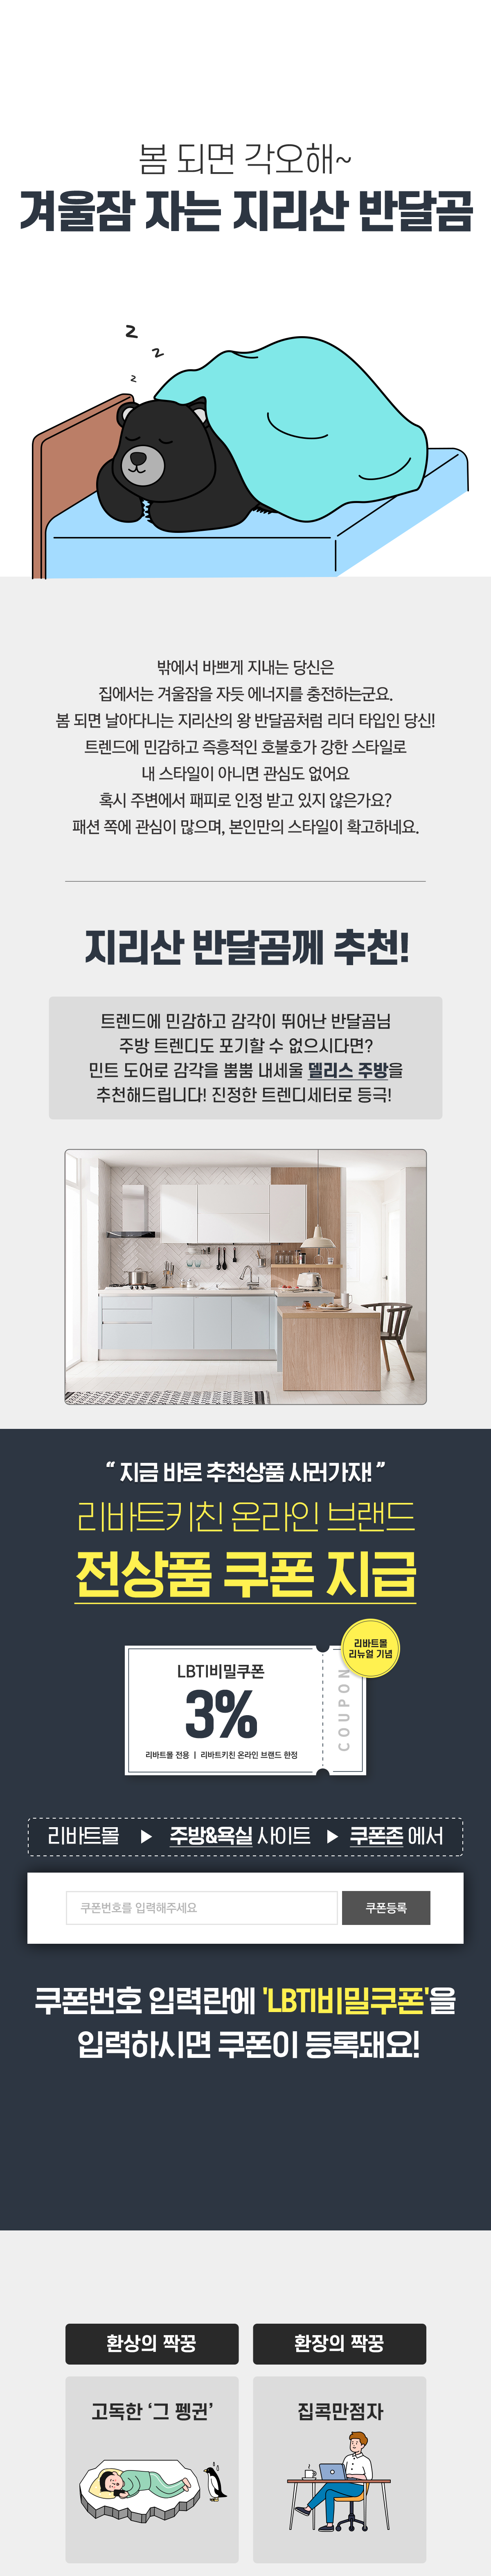 봄 되면 각오해~
겨울잠 자는 지리산 반달곰
z
z
z
밖에서 바쁘게 지내는 당신은
집에서는 겨울잠을 자듯 에너지를 충전하는군요.
봄 되면 날아다니는 지리산의 왕 반달곰처럼 리더 타입인 당신!
트렌드에 민감하고 즉흥적인 호불호가 강한 스타일로
내 스타일이 아니면 관심도 없어요
혹시 주변에서 패피로 인정 받고 있지 않은가요?
패션 쪽에 관심이 많으며, 본인만의 스타일이 확고하네요.
지리산 반달곰께 추천!
트렌드에 민감하고 감각이 뛰어난 반달곰님
주방 트렌디도 포기할 수 없으시다면?
민트 도어로 감각을 뿜뿜 내세울 델리스 주방을
추천해드립니다! 진정한 트렌디세터로 등극!
“ 지금 바로 추천상품 사러가자! ”
리바트키친 온라인 브랜드
전상품 쿠폰 지급
리바트몰
리뉴얼 기념
LBTI비밀쿠폰
3%
리바트몰 전용 | 리바트키친 온라인 브랜드 한정
COUPON
리바트몰 ▶ 주방&욕실 사이트 ▶ 쿠폰존 에서
쿠폰번호를 입력해주세요 쿠폰등록
쿠폰번호 입력란에 'LBTI비밀쿠폰'을
입력하시면 쿠폰이 등록돼요!
환상의 짝꿍
고독한 ‘그 펭귄’
환장의 짝꿍
집콕만점자